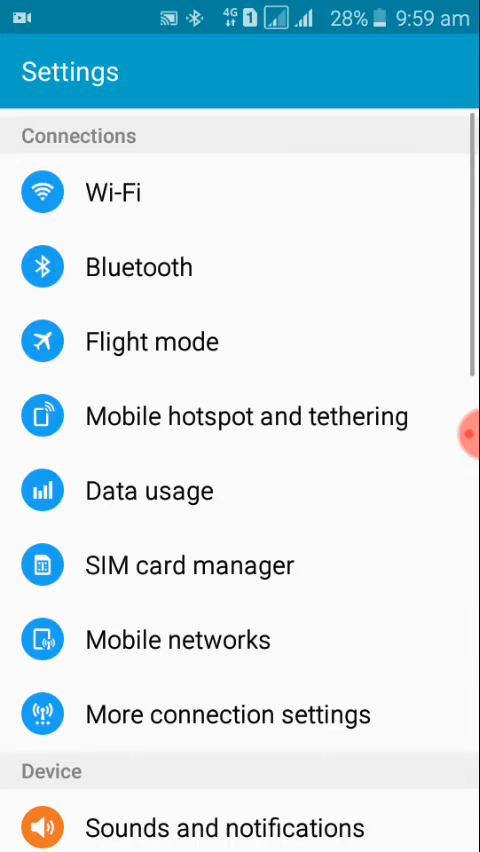 4G 1 28% 9:59 am
Settings
Connections
Wi-Fi
Bluetooth
Flight mode
Mobile hotspot and tethering
Data usage
SIM card manager
Mobile networks
More connection settings
Device
Sounds and notifications